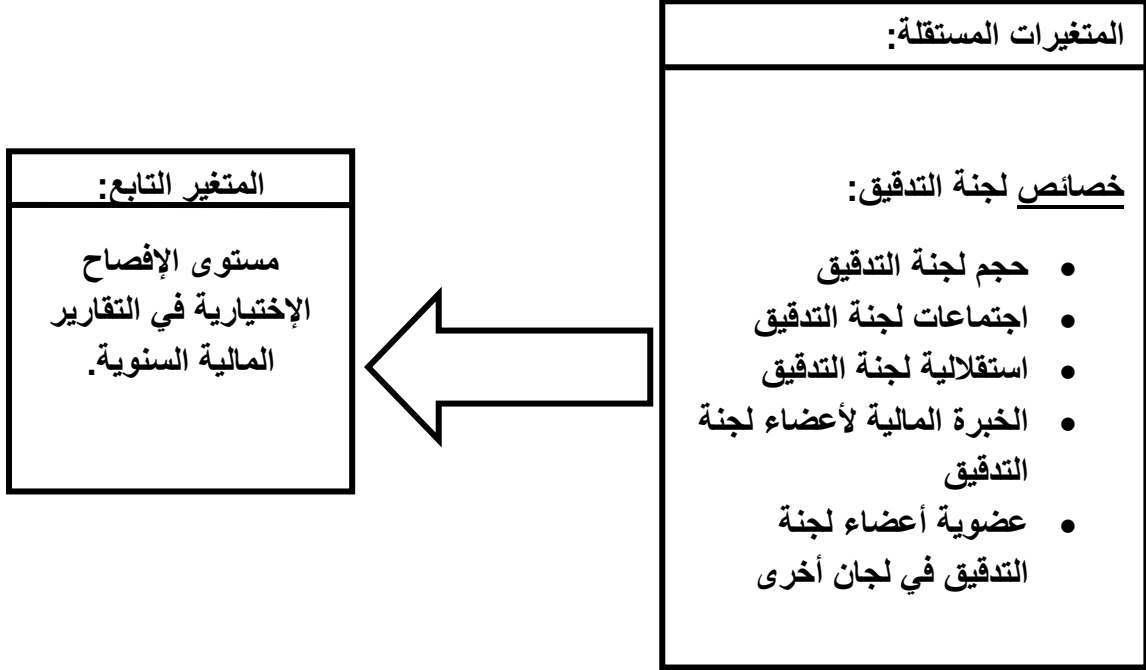 المتغيرات المستقلة:
خصائص لجنة التدقيق:
• حجم لجنة التدقيق
• اجتماعات لجنة التدقيق
• استقلالية لجنة التدقيق
• الخبرة المالية لأعضاء لجنة
التدقيق
• عضوية أعضاء لجنة
التدقيق في لجان أخرى
المتغير التابع:
مستوى الإفصاح
الإختيارية في التقارير
المالية السنوية.